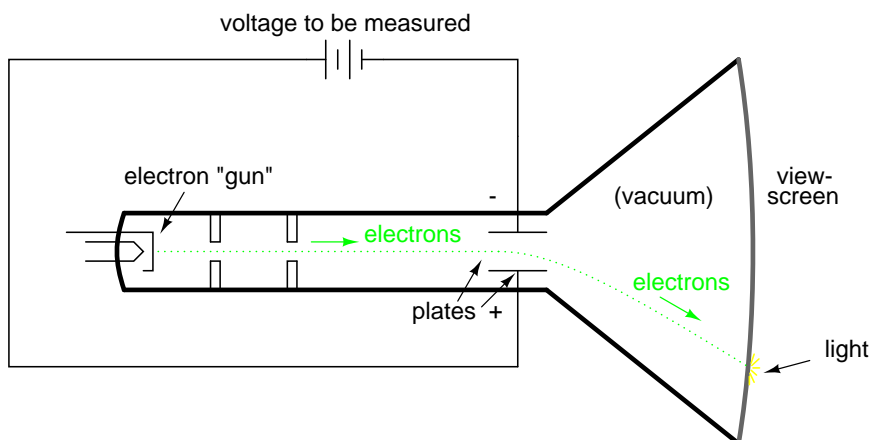 voltage to be measured
electron "gun"
-
(vacuum)
view-
screen
electrons
electrons
plates +
light